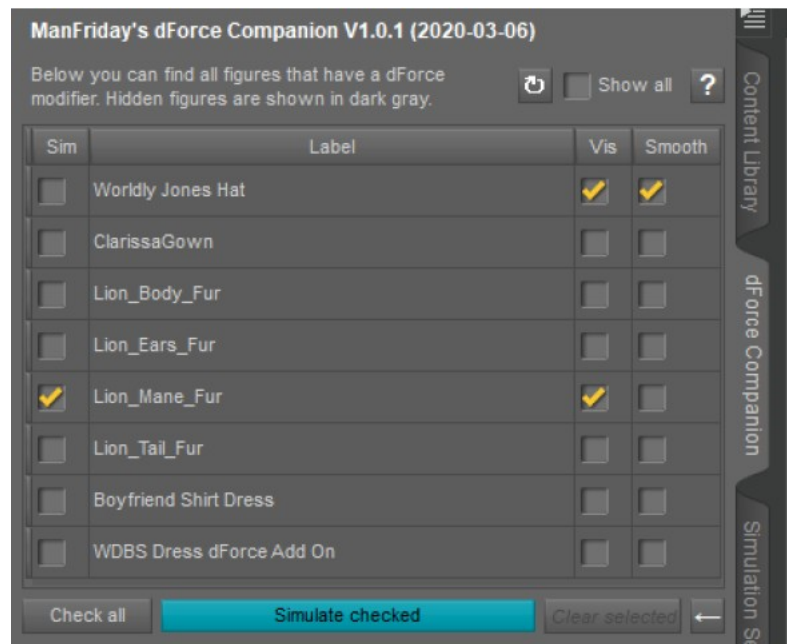 ManFriday's dForce Companion V1.0.1 (2020-03-06)
Below you can find all figures that have a dForce
modifier. Hidden figures are shown in dark gray.
Show all
?
Sim Label Vis Smooth
Worldly Jones Hat
ClarissaGown
Lion_Body_Fur
Lion_Ears_Fur
Lion_Mane_Fur
Lion_Tail_Fur
Boyfriend Shirt Dress
WDBS Dress dForce Add On
Check all
Simulate checked
Clear selected
Content Library
dForce Companion
Simulation Se